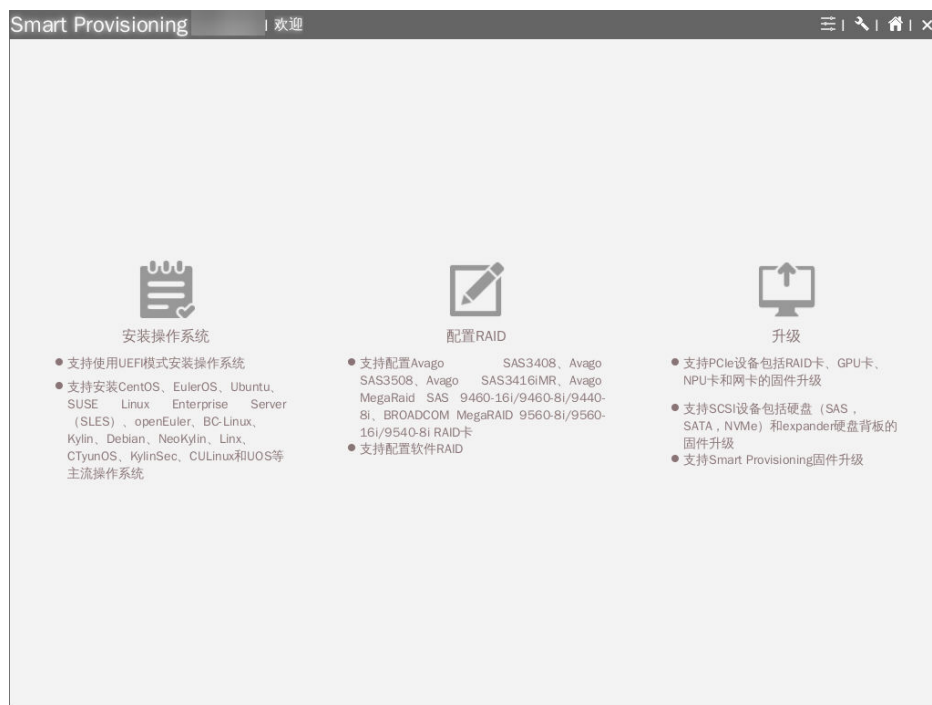 Smart Provisioning | 欢迎
安装操作系统
支持使用UEFI模式安装操作系统
支持安装CentOS、EulerOS、Ubuntu、
SUSE Linux Enterprise Server
（SLES）、openEuler、BC-Linux、
Kylin、Debian、NeoKylin、Linx、
CTyunOS、KylinSec、CULinux和UOS等
主流操作系统
配置RAID
支持配置Avago SAS3408、Avago
SAS3508、Avago SAS3416iMR、Avago
MegaRaid SAS 9460-16i/9460-8i/9440-
8i、BROADCOM MegaRAID 9560-8i/9560-
16i/9540-8i RAID卡
支持配置软件RAID
升级
支持PCIe设备包括RAID卡、GPU卡、
NPU卡和网卡的固件升级
支持SCSI设备包括硬盘（SAS，
SATA，NVMe）和expander硬盘背板的
固件升级
支持Smart Provisioning固件升级